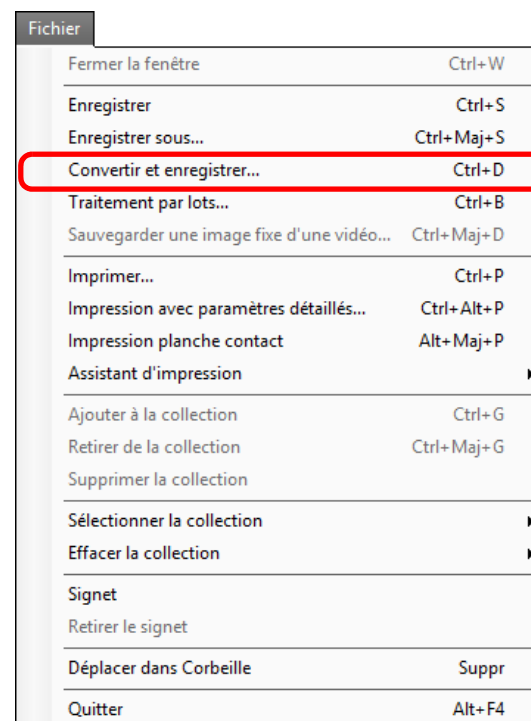 Fichier
Fermer la fenêtre Ctrl+W
Enregistrer Ctrl+S
Enregistrer sous... Ctrl+Maj+S
Convertir et enregistrer... Ctrl+D
Traitement par lots... Ctrl+B
Sauvegarder une image fixe d'une vidéo... Ctrl+Maj+D
Imprimer... Ctrl+P
Impression avec paramètres détaillés... Ctrl+Alt+P
Impression planche contact Alt+Maj+P
Assistant d'impression
Ajouter à la collection Ctrl+G
Retirer de la collection Ctrl+Maj+G
Supprimer la collection
Sélectionner la collection
Effacer la collection
Signet
Retirer le signet
Déplacer dans Corbeille Suppr
Quitter Alt+F4